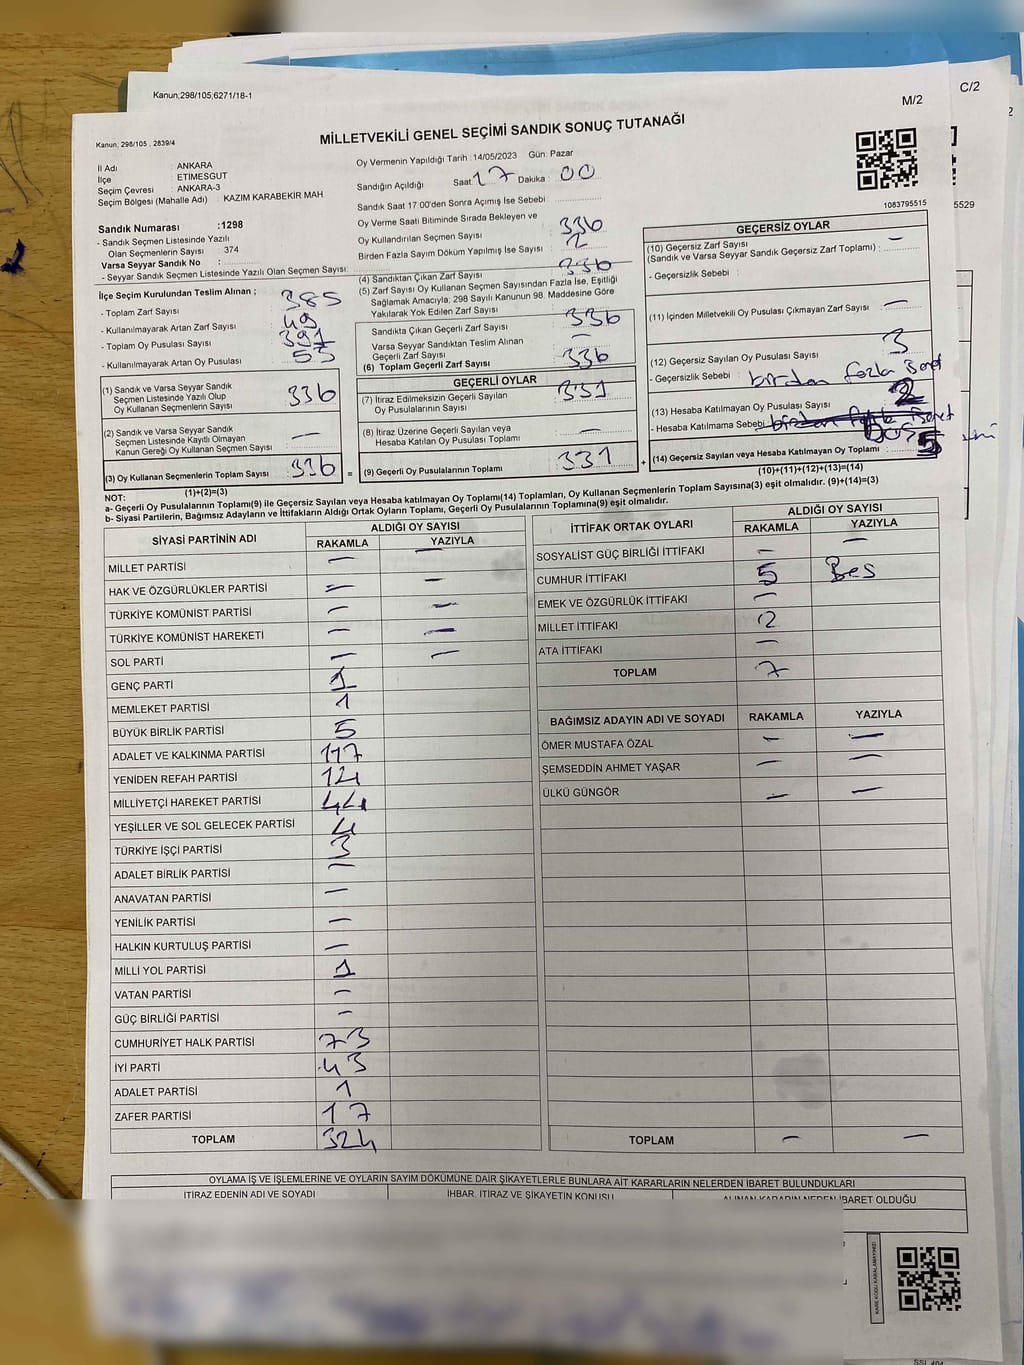 Kanun;298/105;6271/18-1
C/2
M/2
Kanun; 298/105 , 2839/4
MİLLETVEKİLİ GENEL SEÇİMİ SANDIK SONUÇ TUTANAĞI
İl Adı : ANKARA
İlçe : ETİMESGUT
Seçim Çevresi : ANKARA-3
Seçim Bölgesi (Mahalle Adı) : KAZIM KARABEKİR MAH.
Sandık Numarası :1298
- Sandık Seçmen Listesinde Yazılı
Olan Seçmenlerin Sayısı : 374
Varsa Seyyar Sandık No :
- Seyyar Sandık Seçmen Listesinde Yazılı Olan Seçmen Sayısı:
İlçe Seçim Kurulundan Teslim Alınan ;
- Toplam Zarf Sayısı : 385
- Kullanılmayarak Artan Zarf Sayısı : 49
- Toplam Oy Pusulası Sayısı : 391
- Kullanılmayarak Artan Oy Pusulası : 53
(1) Sandık ve Varsa Seyyar Sandık
Seçmen Listesinde Yazılı Olup
Oy Kullanan Seçmenlerin Sayısı 336
(2) Sandık ve Varsa Seyyar Sandık
Seçmen Listesinde Kayıtlı Olmayan
Kanun Gereği Oy Kullanan Seçmen Sayısı —
(3) Oy Kullanan Seçmenlerin Toplam Sayısı 336 =
(1)+(2)=(3)
Oy Vermenin Yapıldığı Tarih :14/05/2023 Gün: Pazar
Sandığın Açıldığı Saat: 17 Dakika : 00
Sandık Saat 17:00'den Sonra Açımış İse Sebebi :
Oy Verme Saati Bitiminde Sırada Bekleyen ve
Oy Kullandırılan Seçmen Sayısı : 336
Birden Fazla Sayım Döküm Yapılmış İse Sayısı : 2
(4) Sandıktan Çıkan Zarf Sayısı 336
(5) Zarf Sayısı Oy Kullanan Seçmen Sayısından Fazla İse, Eşitliği
Sağlamak Amacıyla; 298 Sayılı Kanunun 98. Maddesine Göre
Yakılarak Yok Edilen Zarf Sayısı :
Sandıkta Çıkan Geçerli Zarf Sayısı 336
Varsa Seyyar Sandıktan Teslim Alınan
Geçerli Zarf Sayısı —
(6) Toplam Geçerli Zarf Sayısı 336
GEÇERLİ OYLAR
(7) İtiraz Edilmeksizin Geçerli Sayılan
Oy Pusulalarının Sayısı 331
(8) İtiraz Üzerine Geçerli Sayılan veya
Hesaba Katılan Oy Pusulası Toplamı —
(9) Geçerli Oy Pusulalarının Toplamı 331 +
1083795515
5529
GEÇERSİZ OYLAR
(10) Geçersiz Zarf Sayısı —
(Sandık ve Varsa Seyyar Sandık Geçersiz Zarf Toplamı) :
- Geçersizlik Sebebi :
(11) İçinden Milletvekili Oy Pusulası Çıkmayan Zarf Sayısı —
(12) Geçersiz Sayılan Oy Pusulası Sayısı 3
- Geçersizlik Sebebi : birden fazla
(13) Hesaba Katılmayan Oy Pusulası Sayısı 2
- Hesaba Katılmama Sebebi :
(14) Geçersiz Sayılan veya Hesaba Katılmayan Oy Toplamı 5
(10)+(11)+(12)+(13)=(14)
NOT:
a- Geçerli Oy Pusulalarının Toplamı(9) ile Geçersiz Sayılan veya Hesaba katılmayan Oy Toplamı(14) Toplamları, Oy Kullanan Seçmenlerin Toplam Sayısına(3) eşit olmalıdır. (9)+(14)=(3)
b- Siyasi Partilerin, Bağımsız Adayların ve İttifakların Aldığı Ortak Oyların Toplamı, Geçerli Oy Pusulalarının Toplamına(9) eşit olmalıdır.
SİYASİ PARTİNİN ADI ALDIĞI OY SAYISI
RAKAMLA YAZIYLA
MİLLET PARTİSİ — —
HAK VE ÖZGÜRLÜKLER PARTİSİ — —
TÜRKİYE KOMÜNİST PARTİSİ — —
TÜRKİYE KOMÜNİST HAREKETİ — —
SOL PARTİ — —
GENÇ PARTİ 1
MEMLEKET PARTİSİ 1
BÜYÜK BİRLİK PARTİSİ 5
ADALET VE KALKINMA PARTİSİ 117
YENİDEN REFAH PARTİSİ 14
MİLLİYETÇİ HAREKET PARTİSİ 44
YEŞİLLER VE SOL GELECEK PARTİSİ 4
TÜRKİYE İŞÇİ PARTİSİ 3
ADALET BİRLİK PARTİSİ —
ANAVATAN PARTİSİ —
YENİLİK PARTİSİ —
HALKIN KURTULUŞ PARTİSİ —
MİLLİ YOL PARTİSİ 1
VATAN PARTİSİ —
GÜÇ BİRLİĞİ PARTİSİ —
CUMHURİYET HALK PARTİSİ 73
İYİ PARTİ 43
ADALET PARTİSİ 1
ZAFER PARTİSİ 17
TOPLAM 324
İTTİFAK ORTAK OYLARI ALDIĞI OY SAYISI
RAKAMLA YAZIYLA
SOSYALİST GÜÇ BİRLİĞİ İTTİFAKI — —
CUMHUR İTTİFAKI 5 Beş
EMEK VE ÖZGÜRLÜK İTTİFAKI —
MİLLET İTTİFAKI 2
ATA İTTİFAKI —
TOPLAM 7
BAĞIMSIZ ADAYIN ADI VE SOYADI RAKAMLA YAZIYLA
ÖMER MUSTAFA ÖZAL — —
ŞEMSEDDİN AHMET YAŞAR — —
ÜLKÜ GÜNGÖR — —
TOPLAM — —
OYLAMA İŞ VE İŞLEMLERİNE VE OYLARIN SAYIM DÖKÜMÜNE DAİR ŞİKAYETLERLE BUNLARA AİT KARARLARIN NELERDEN İBARET BULUNDUKLARI
İTİRAZ EDENİN ADI VE SOYADI İHBAR, İTİRAZ VE ŞİKAYETİN KONUSU ALINAN KARARIN NEDEN İBARET OLDUĞU
KARE KODU KARALAMAYINIZ!